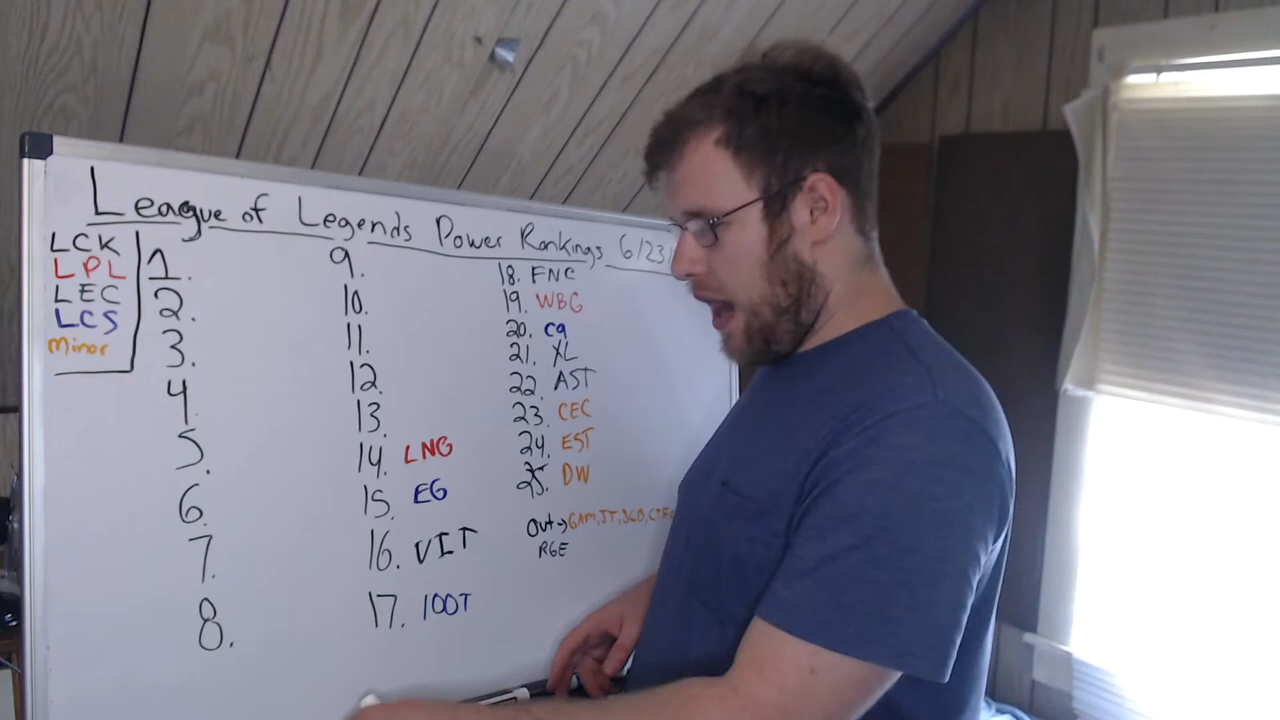 League of Legends Power Rankings 6/23/
LCK
LPL
LEC
LCS
Minor
1.
2.
3.
4.
5.
6.
7.
8.
9.
10.
11.
12.
13.
14. LNG
15. EG
16. VIT
17. 100T
18. FNC
19. WBG
20. C9
21. XL
22. AST
23. CEC
24. EST
25. DW
Out→GAM, JT,
RGE